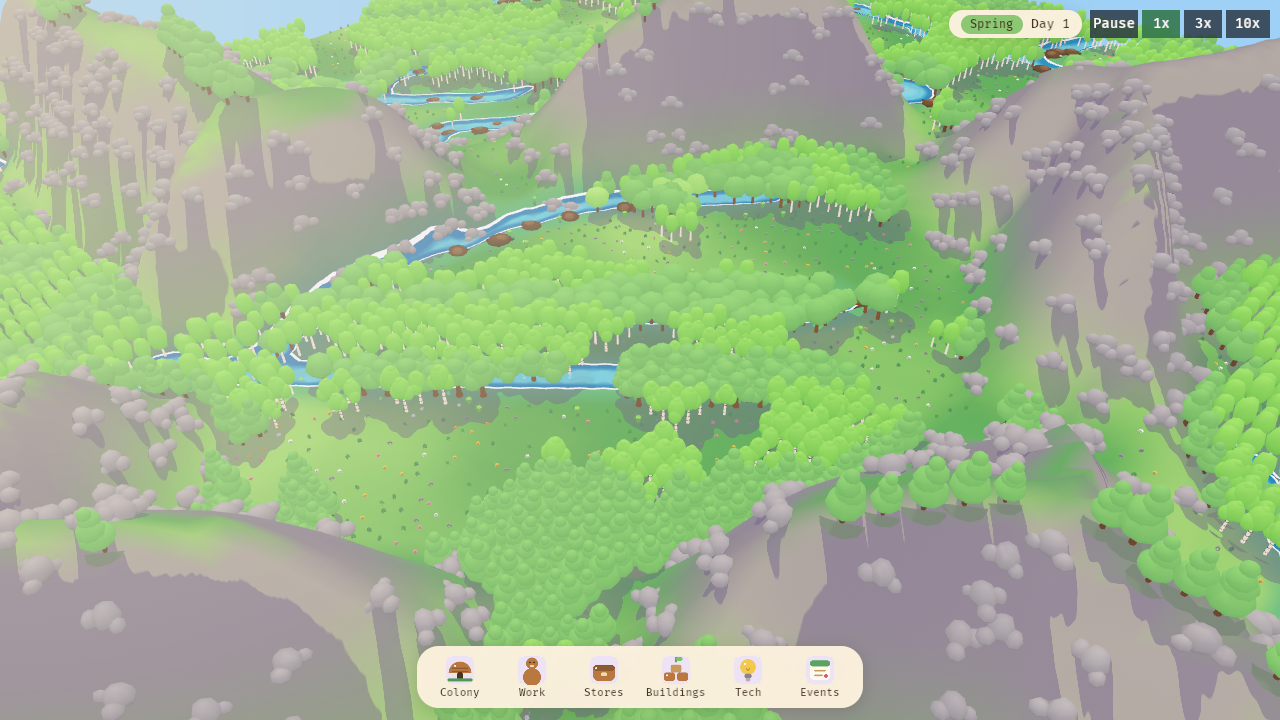 Spring Day 1 Pause 1x 3x 10x
Colony Work Stores Buildings Tech Events